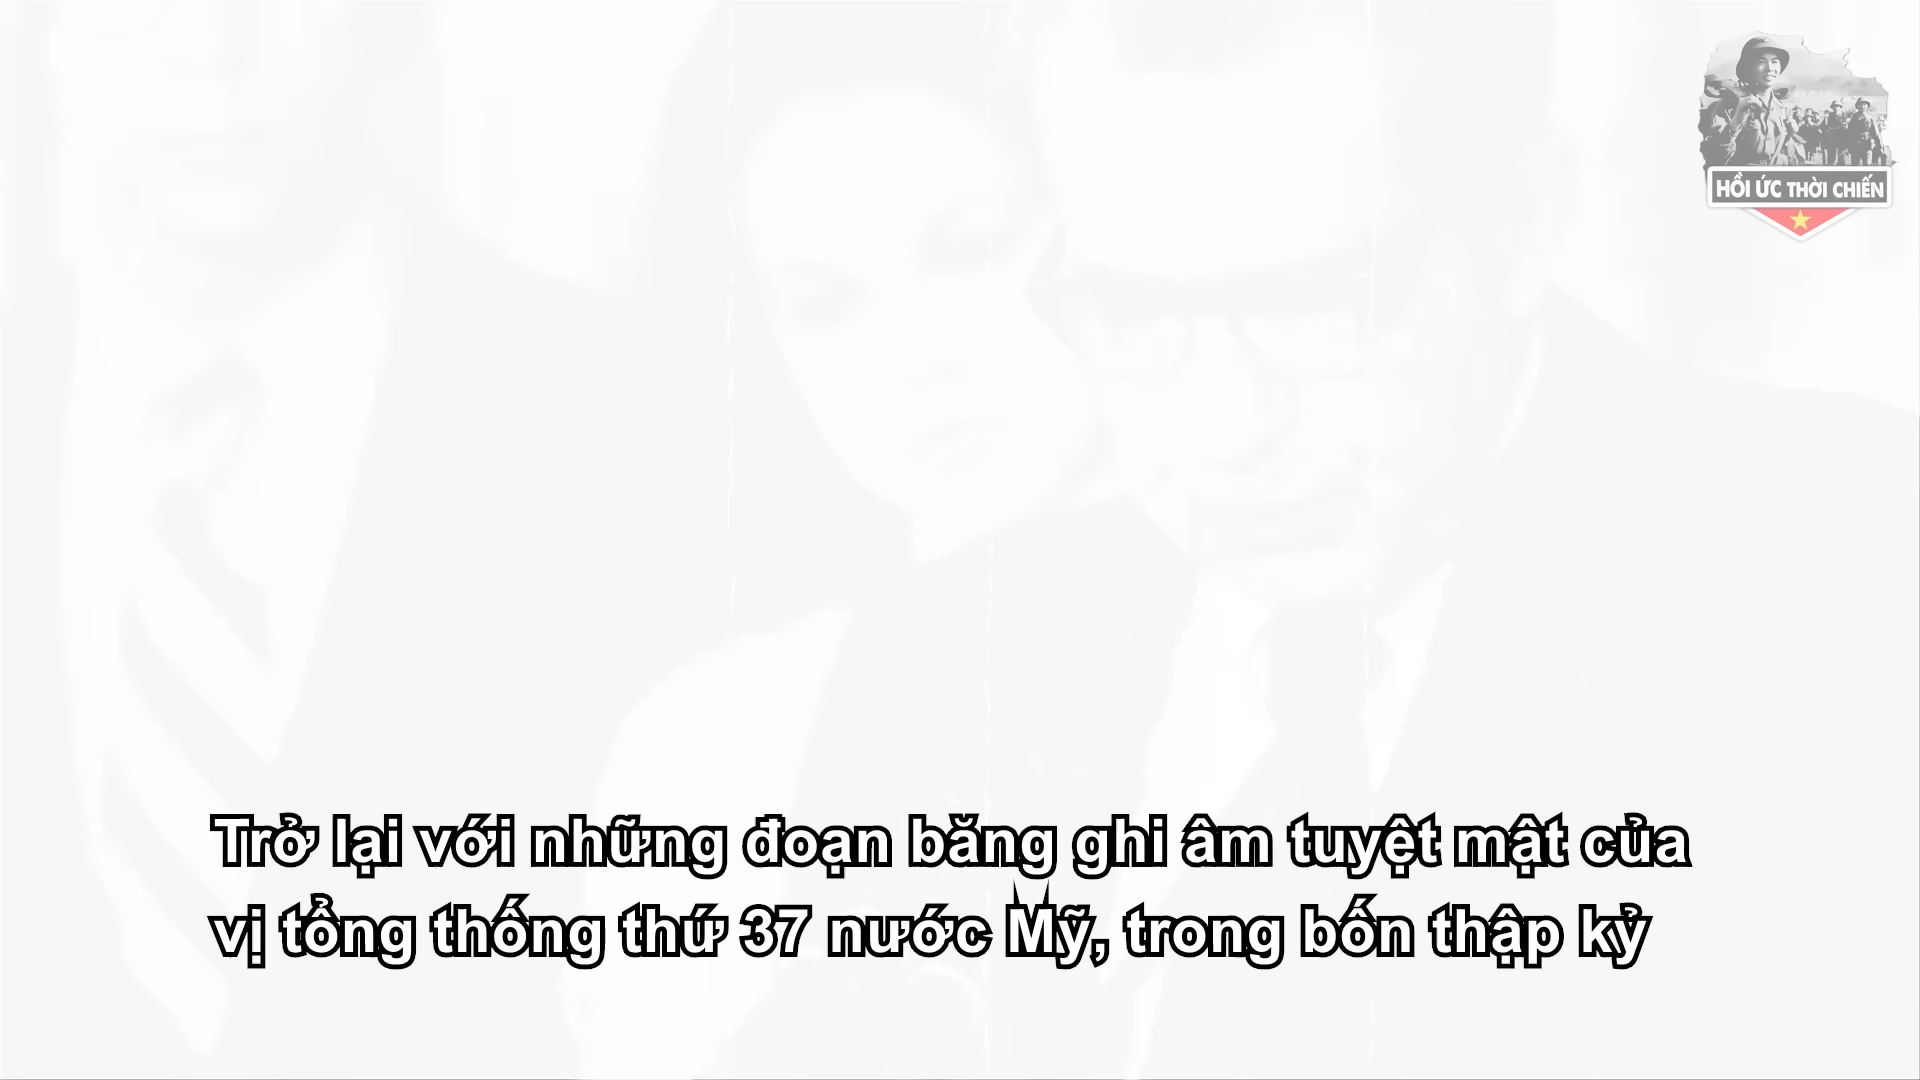 HỒI ỨC THỜI CHIẾN
Trở lại với những đoạn băng ghi âm tuyệt mật của
vị tổng thống thứ 37 nước Mỹ, trong bốn thập kỷ